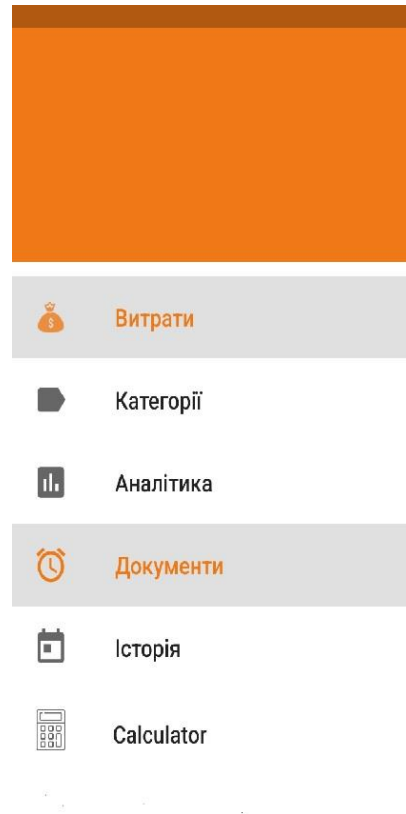 Витрати
Категорії
Аналітика
Документи
Історія
Calculator